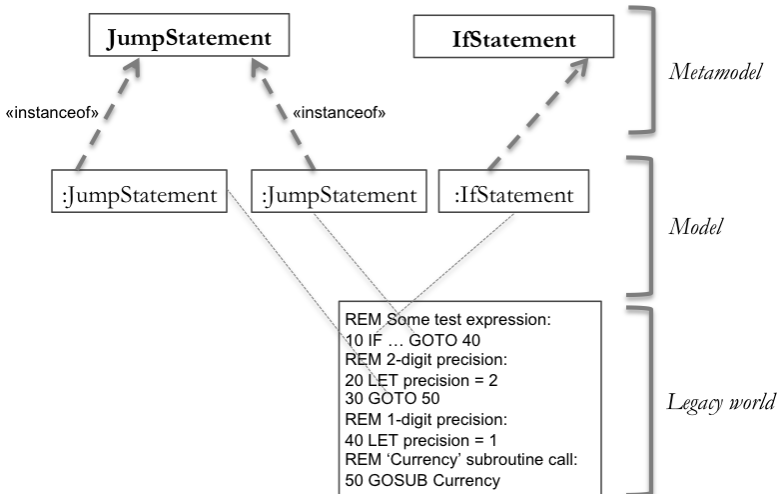 JumpStatement
IfStatement
Metamodel
«instanceof»
«instanceof»
:JumpStatement
:JumpStatement
:IfStatement
Model
REM Some test expression:
10 IF … GOTO 40
REM 2-digit precision:
20 LET precision = 2
30 GOTO 50
REM 1-digit precision:
40 LET precision = 1
REM ‘Currency’ subroutine call:
50 GOSUB Currency
Legacy world